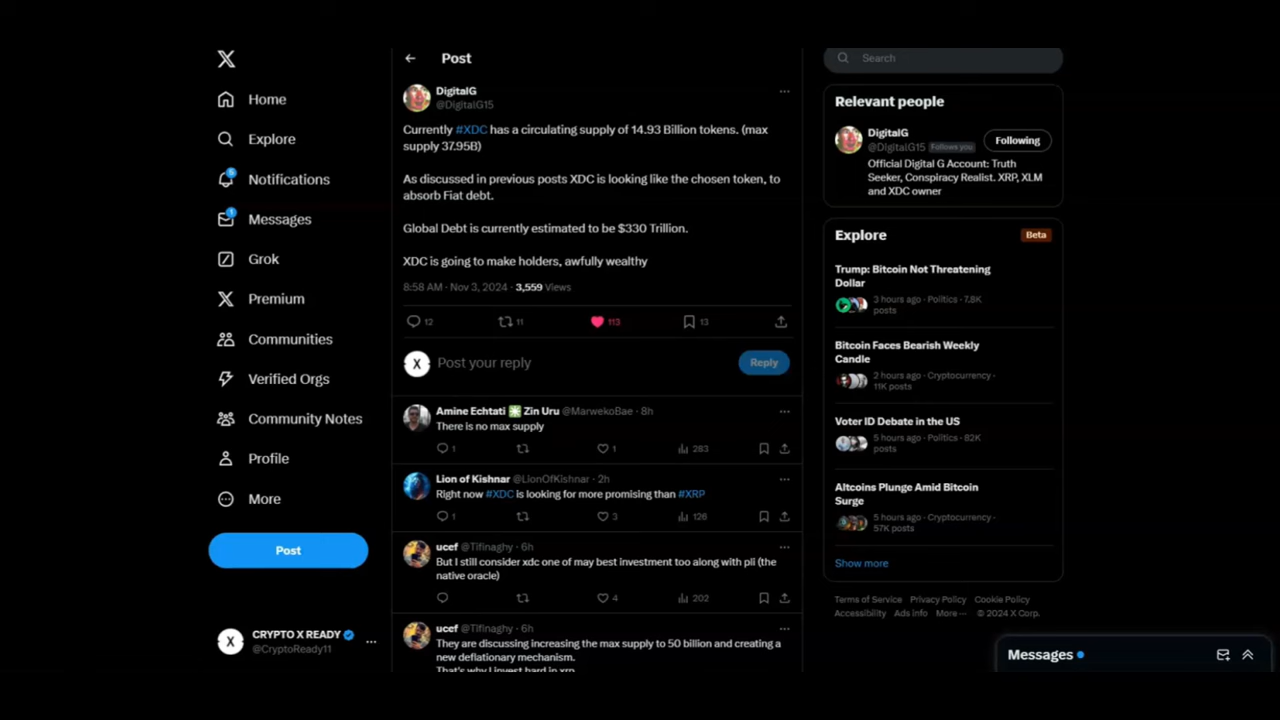 Home
Explore
Notifications
Messages
Grok
Premium
Communities
Verified Orgs
Community Notes
Profile
More
Post
CRYPTO X READY
@CryptoReady11
Post
DigitalG
@DigitalG15
Currently #XDC has a circulating supply of 14.93 Billion tokens. (max
supply 37.95B)
As discussed in previous posts XDC is looking like the chosen token, to
absorb Fiat debt.
Global Debt is currently estimated to be $330 Trillion.
XDC is going to make holders, awfully wealthy
8:58 AM · Nov 3, 2024 · 3,559 Views
12 11 113 13
Post your reply
Reply
Amine Echtati Zin Uru @MarwekoBae · 8h
There is no max supply
1 1 283
Lion of Kishnar @LionOfKishnar · 2h
Right now #XDC is looking for more promising than #XRP
1 3 126
ucef @Tifinaghy · 6h
But I still consider xdc one of may best investment too along with pli (the
native oracle)
4 202
ucef @Tifinaghy · 6h
They are discussing increasing the max supply to 50 billion and creating a
new deflationary mechanism.
That's why I invest hard in xrp
Search
Relevant people
DigitalG
@DigitalG15 Follows you
Following
Official Digital G Account: Truth
Seeker, Conspiracy Realist. XRP, XLM
and XDC owner
Explore
Beta
Trump: Bitcoin Not Threatening
Dollar
3 hours ago · Politics · 7.8K
posts
Bitcoin Faces Bearish Weekly
Candle
2 hours ago · Cryptocurrency ·
11K posts
Voter ID Debate in the US
5 hours ago · Politics · 82K
posts
Altcoins Plunge Amid Bitcoin
Surge
5 hours ago · Cryptocurrency ·
57K posts
Show more
Terms of Service Privacy Policy Cookie Policy
Accessibility Ads info More ··· © 2024 X Corp.
Messages